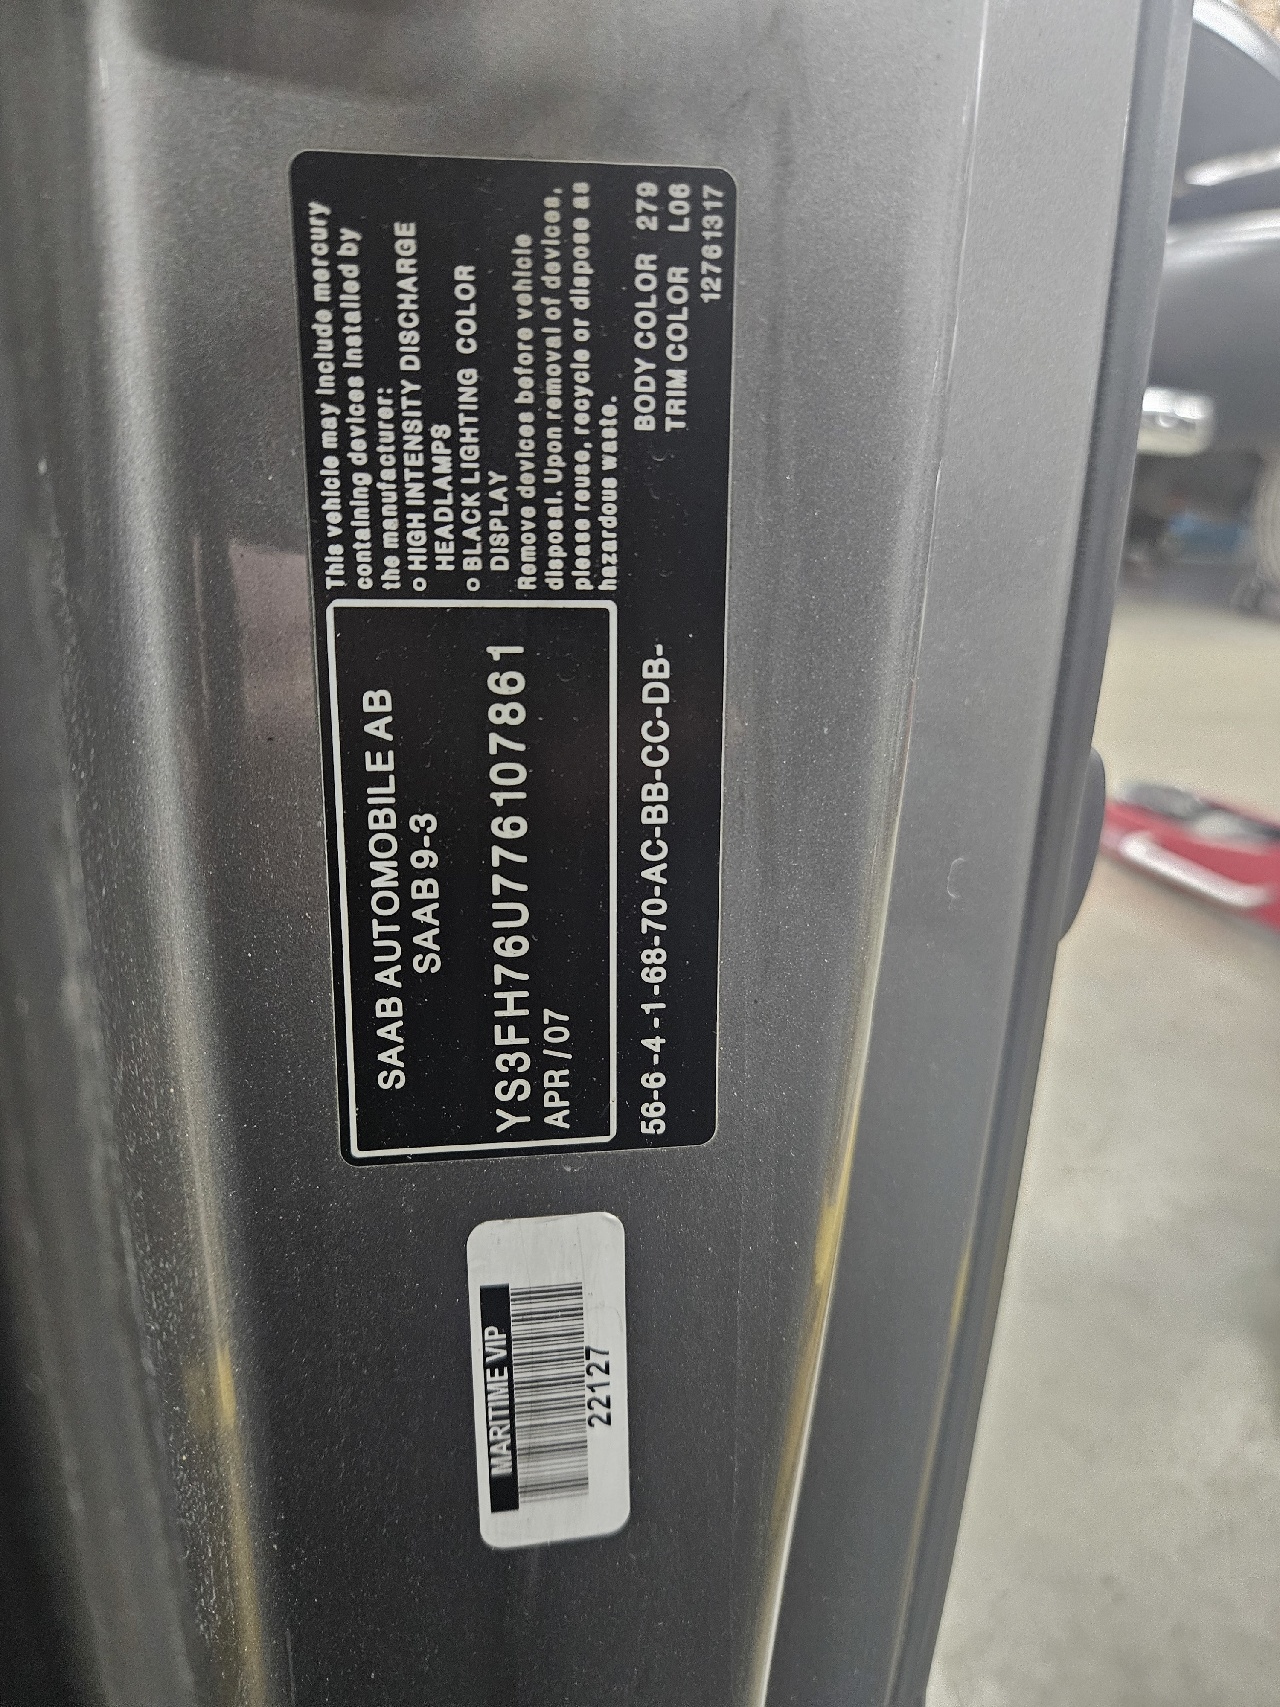 This vehicle may include mercury
containing devices installed by
the manufacturer:
o HIGH INTENSITY DISCHARGE
HEADLAMPS
o BLACK LIGHTING COLOR
DISPLAY
Remove devices before vehicle
disposal. Upon removal of devices,
please reuse, recycle or dispose as
hazardous waste.
SAAB AUTOMOBILE AB
SAAB 9-3
YS3FH76U776107861
APR / 07
56-6-4-1-68-70-AC-BB-CC-DB-
BODY COLOR 279
TRIM COLOR L06
12761317
MARITIME VIP
22127